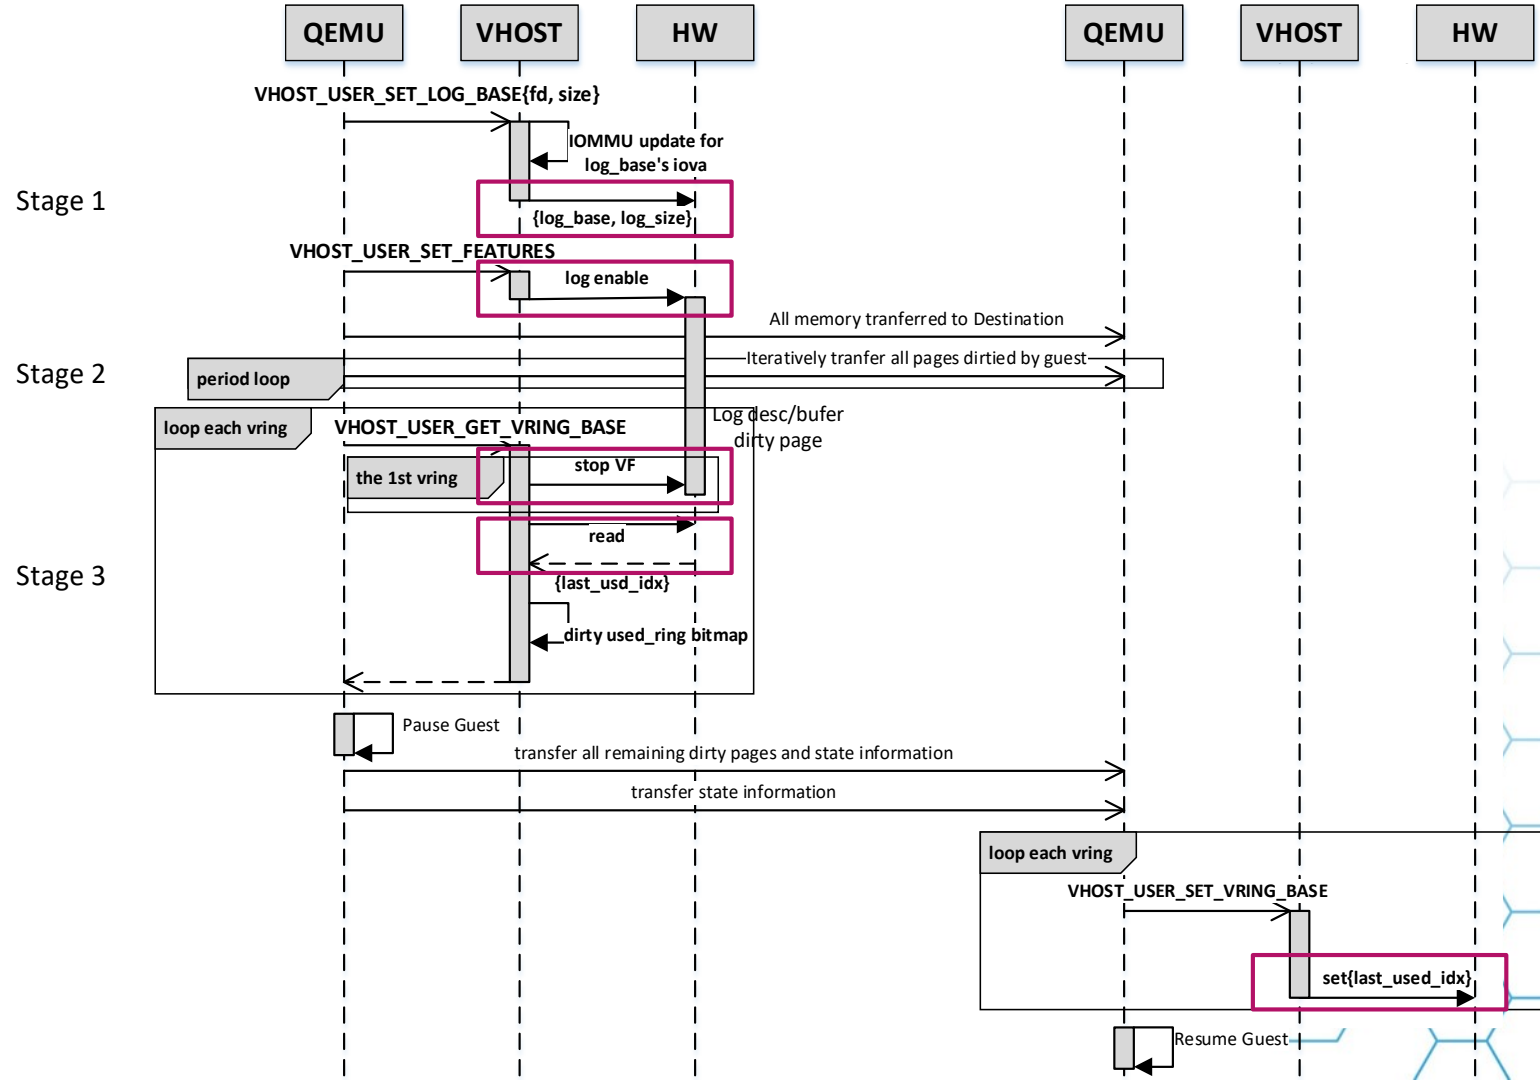 QEMU
VHOST
HW
QEMU
VHOST
HW
VHOST_USER_SET_LOG_BASE{fd, size}
IOMMU update for
log_base's iova
Stage 1
{log_base, log_size}
VHOST_USER_SET_FEATURES
log enable
All memory tranferred to Destination
Stage 2
Iteratively tranfer all pages dirtied by guest
period loop
Log desc/bufer
dirty page
loop each vring
VHOST_USER_GET_VRING_BASE
the 1st vring
stop VF
read
Stage 3
{last_usd_idx}
dirty used_ring bitmap
Pause Guest
transfer all remaining dirty pages and state information
transfer state information
loop each vring
VHOST_USER_SET_VRING_BASE
set{last_used_idx}
Resume Guest